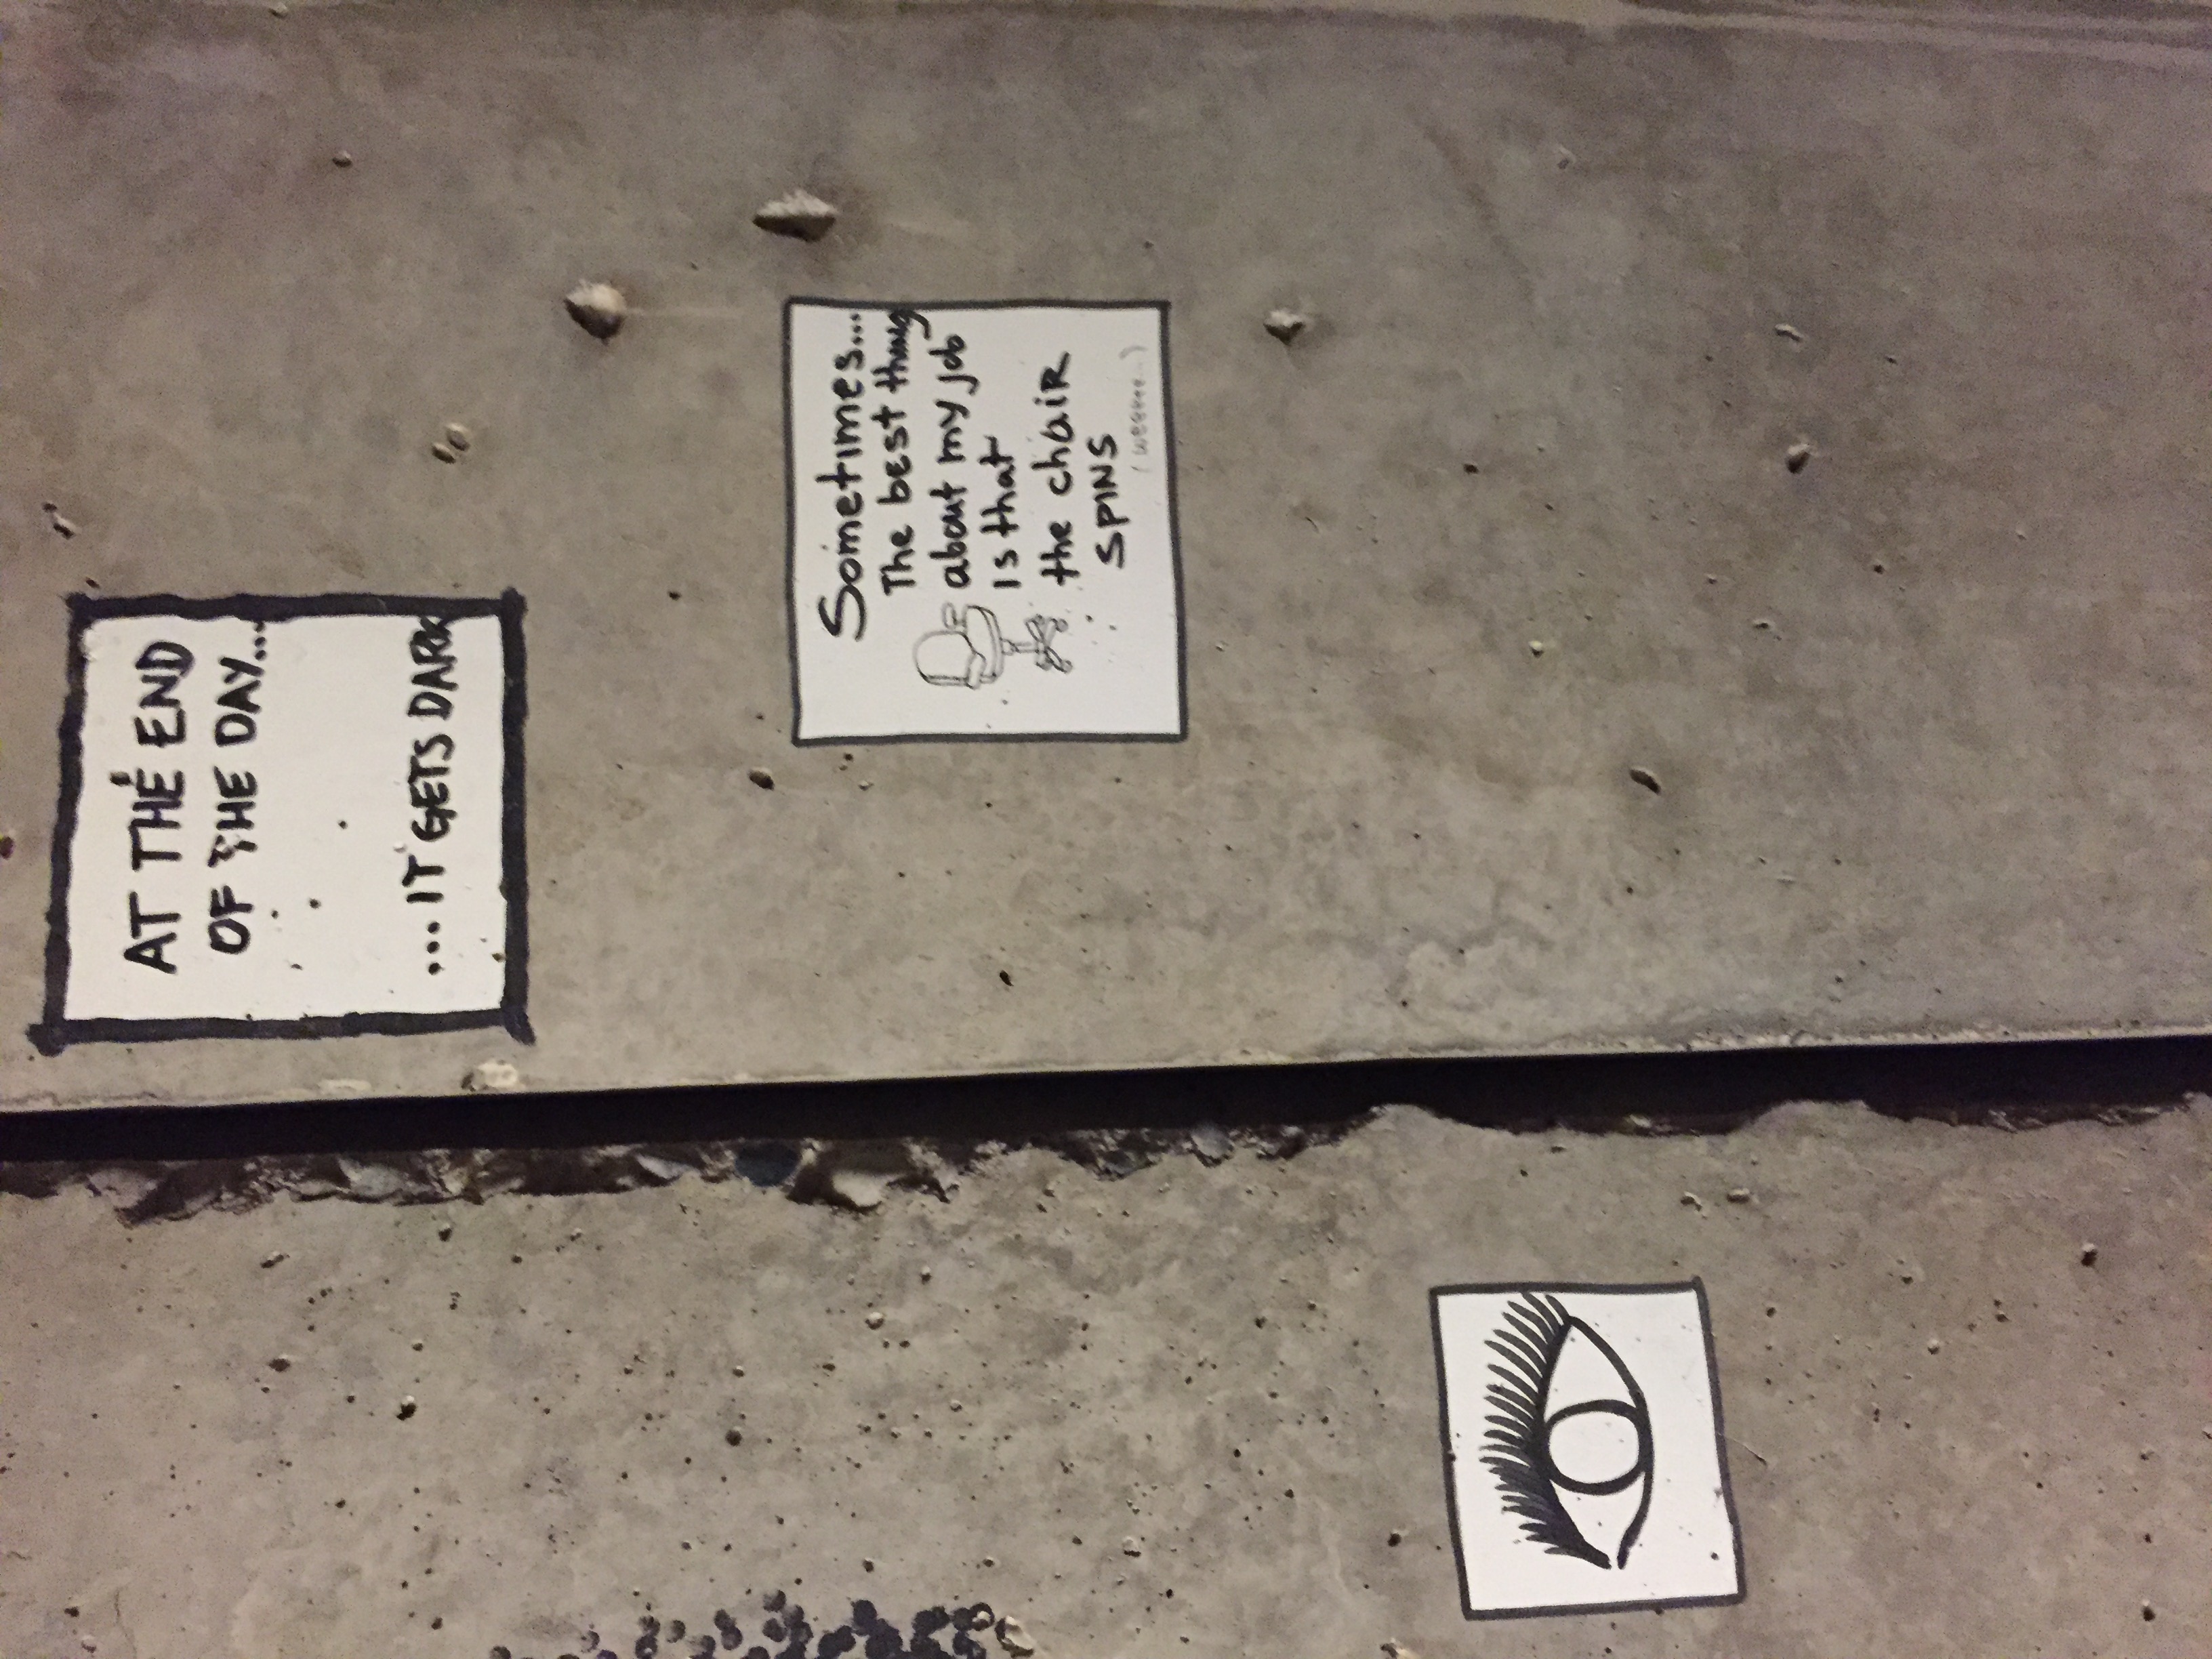 AT THE END
OF THE DAY...
... IT GETS DARK
Sometimes...
The best thing
about my job
is that
the chair
SPINS